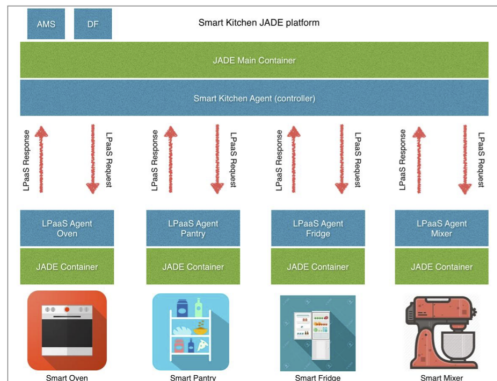 AMS
DF
Smart Kitchen JADE platform
JADE Main Container
Smart Kitchen Agent (controller)
LPaaS Response
LPaaS Request
LPaaS Response
LPaaS Request
LPaaS Response
LPaaS Request
LPaaS Response
LPaaS Request
LPaaS Agent
Oven
LPaaS Agent
Pantry
LPaaS Agent
Fridge
LPaaS Agent
Mixer
JADE Container
JADE Container
JADE Container
JADE Container
Smart Oven
Smart Pantry
Smart Fridge
Smart Mixer